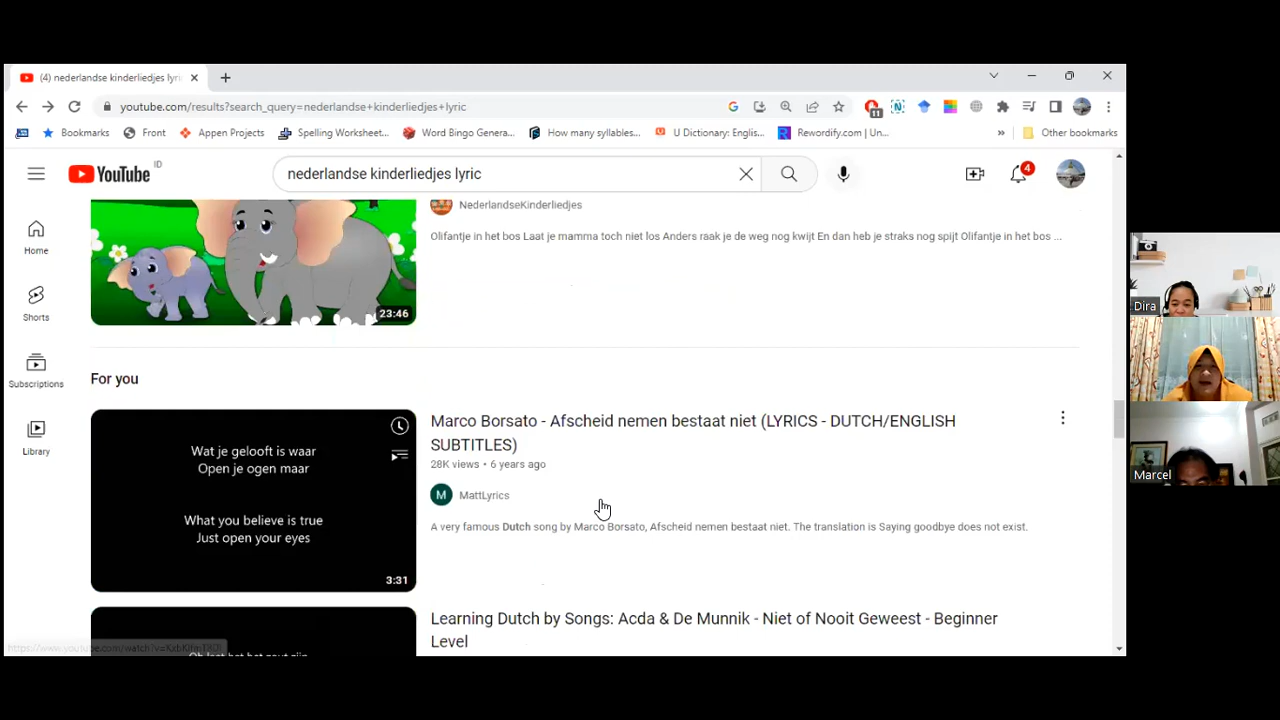 (4) nederlandse kinderliedjes lyri
youtube.com/results?search_query=nederlandse+kinderliedjes+lyric
11
Bookmarks
Front
Appen Projects
Spelling Worksheet...
Word Bingo Genera...
How many syllables...
U Dictionary: Englis...
Rewordify.com | Un...
»
Other bookmarks
YouTube ID
nederlandse kinderliedjes lyric
4
Home
Shorts
Subscriptions
Library
23:46
NederlandseKinderliedjes
Olifantje in het bos Laat je mamma toch niet los Anders raak je de weg nog kwijt En dan heb je straks nog spijt Olifantje in het bos ...
For you
Wat je gelooft is waar
Open je ogen maar
What you believe is true
Just open your eyes
3:31
Marco Borsato - Afscheid nemen bestaat niet (LYRICS - DUTCH/ENGLISH
SUBTITLES)
28K views • 6 years ago
M MattLyrics
A very famous Dutch song by Marco Borsato, Afscheid nemen bestaat niet. The translation is Saying goodbye does not exist.
Learning Dutch by Songs: Acda & De Munnik - Niet of Nooit Geweest - Beginner
Level
Dira
Marcel